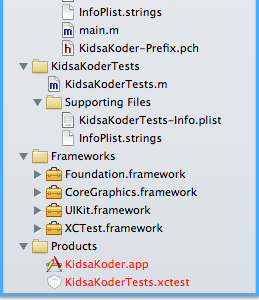 InfoPlist.strings
main.m
KidsaKoder-Prefix.pch
KidsaKoderTests
KidsaKoderTests.m
Supporting Files
KidsaKoderTests-Info.plist
InfoPlist.strings
Frameworks
Foundation.framework
CoreGraphics.framework
UIKit.framework
XCTest.framework
Products
KidsaKoder.app
KidsaKoderTests.xctest